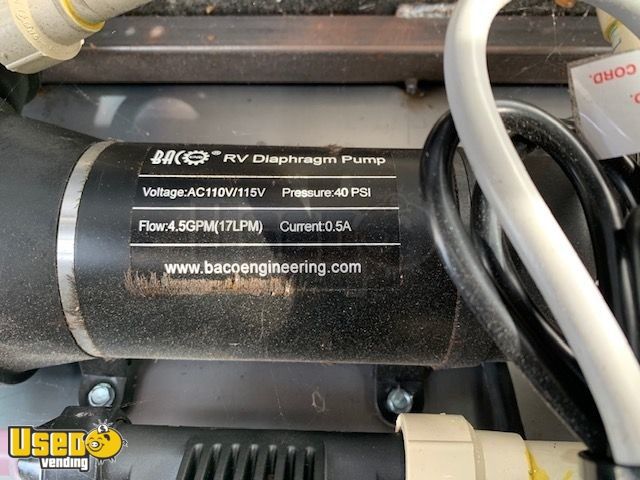 CORD.
CORD
BACO® RV Diaphragm Pump
Voltage:AC110V/115V Pressure:40 PSI
Flow:4.5GPM(17LPM) Current:0.5A
www.bacoengineering.com
Used
vending